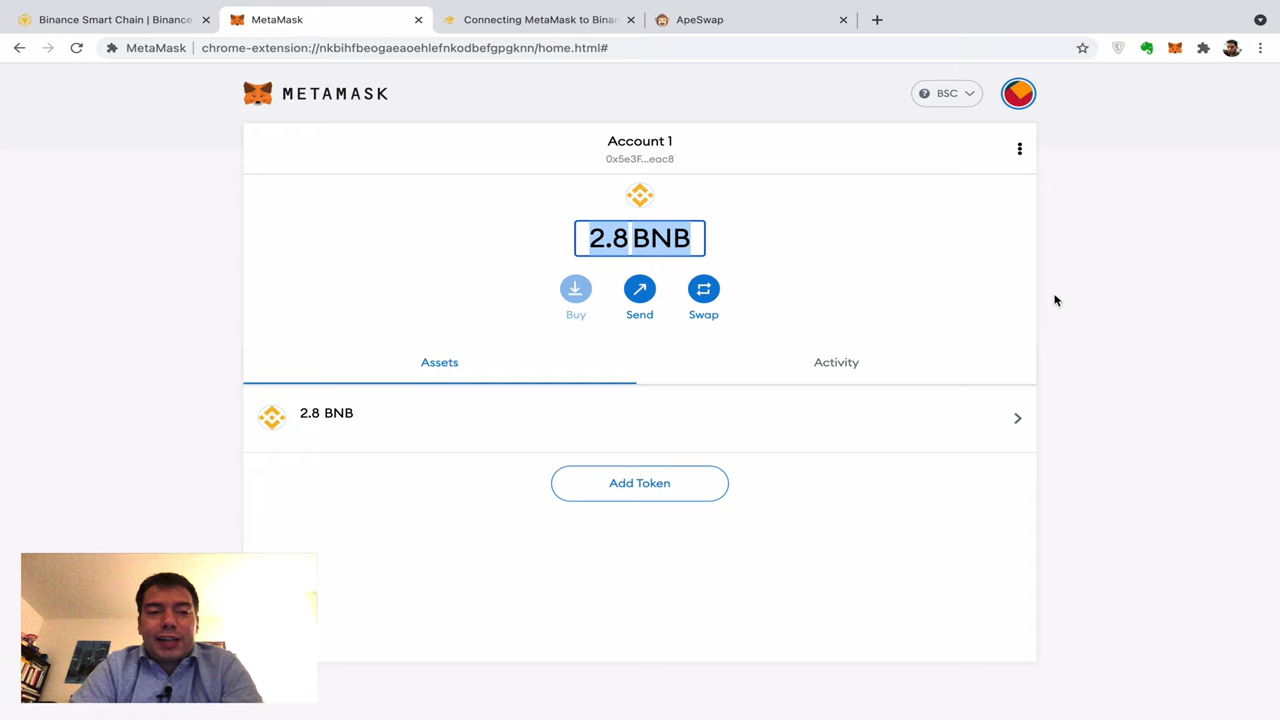 Binance Smart Chain | Binance
MetaMask
Connecting MetaMask to Binan
ApeSwap
MetaMask
chrome-extension://nkbihfbeogaeaoehlefnkodbefgpgknn/home.html#
METAMASK
BSC
Account 1
0x5e3F...eac8
2.8 BNB
Buy
Send
Swap
Assets
Activity
2.8 BNB
Add Token